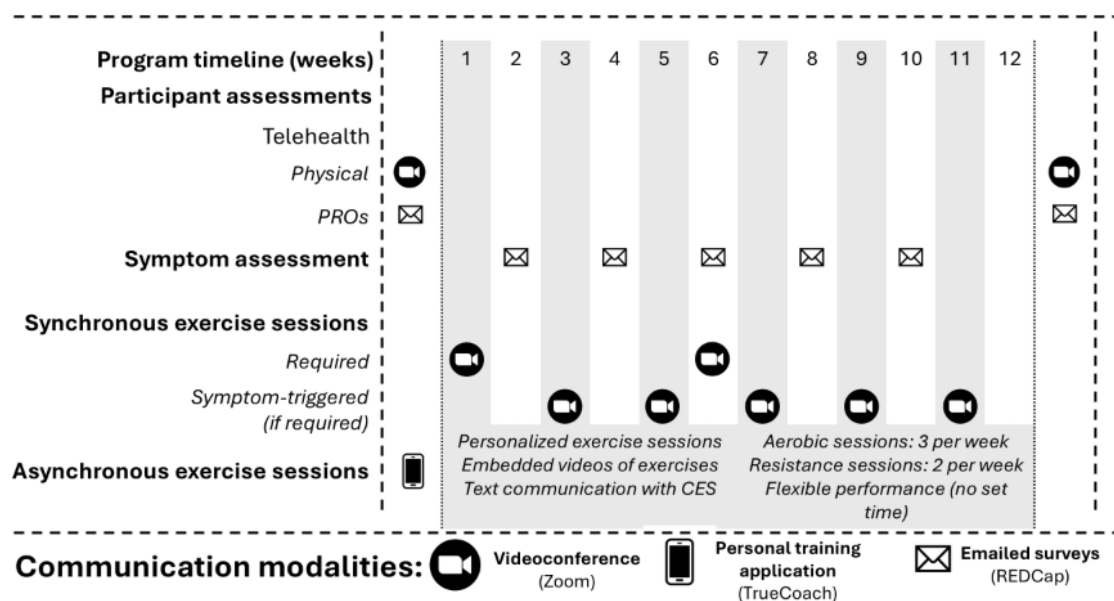 Program timeline (weeks) 1 2 3 4 5 6 7 8 9 10 11 12
Participant assessments
Telehealth
Physical
PROs
Symptom assessment
Synchronous exercise sessions
Required
Symptom-triggered
(if required)
Asynchronous exercise sessions
Personalized exercise sessions
Embedded videos of exercises
Text communication with CES
Aerobic sessions: 3 per week
Resistance sessions: 2 per week
Flexible performance (no set
time)
Communication modalities:
Videoconference
(Zoom)
Personal training
application
(TrueCoach)
Emailed surveys
(REDCap)